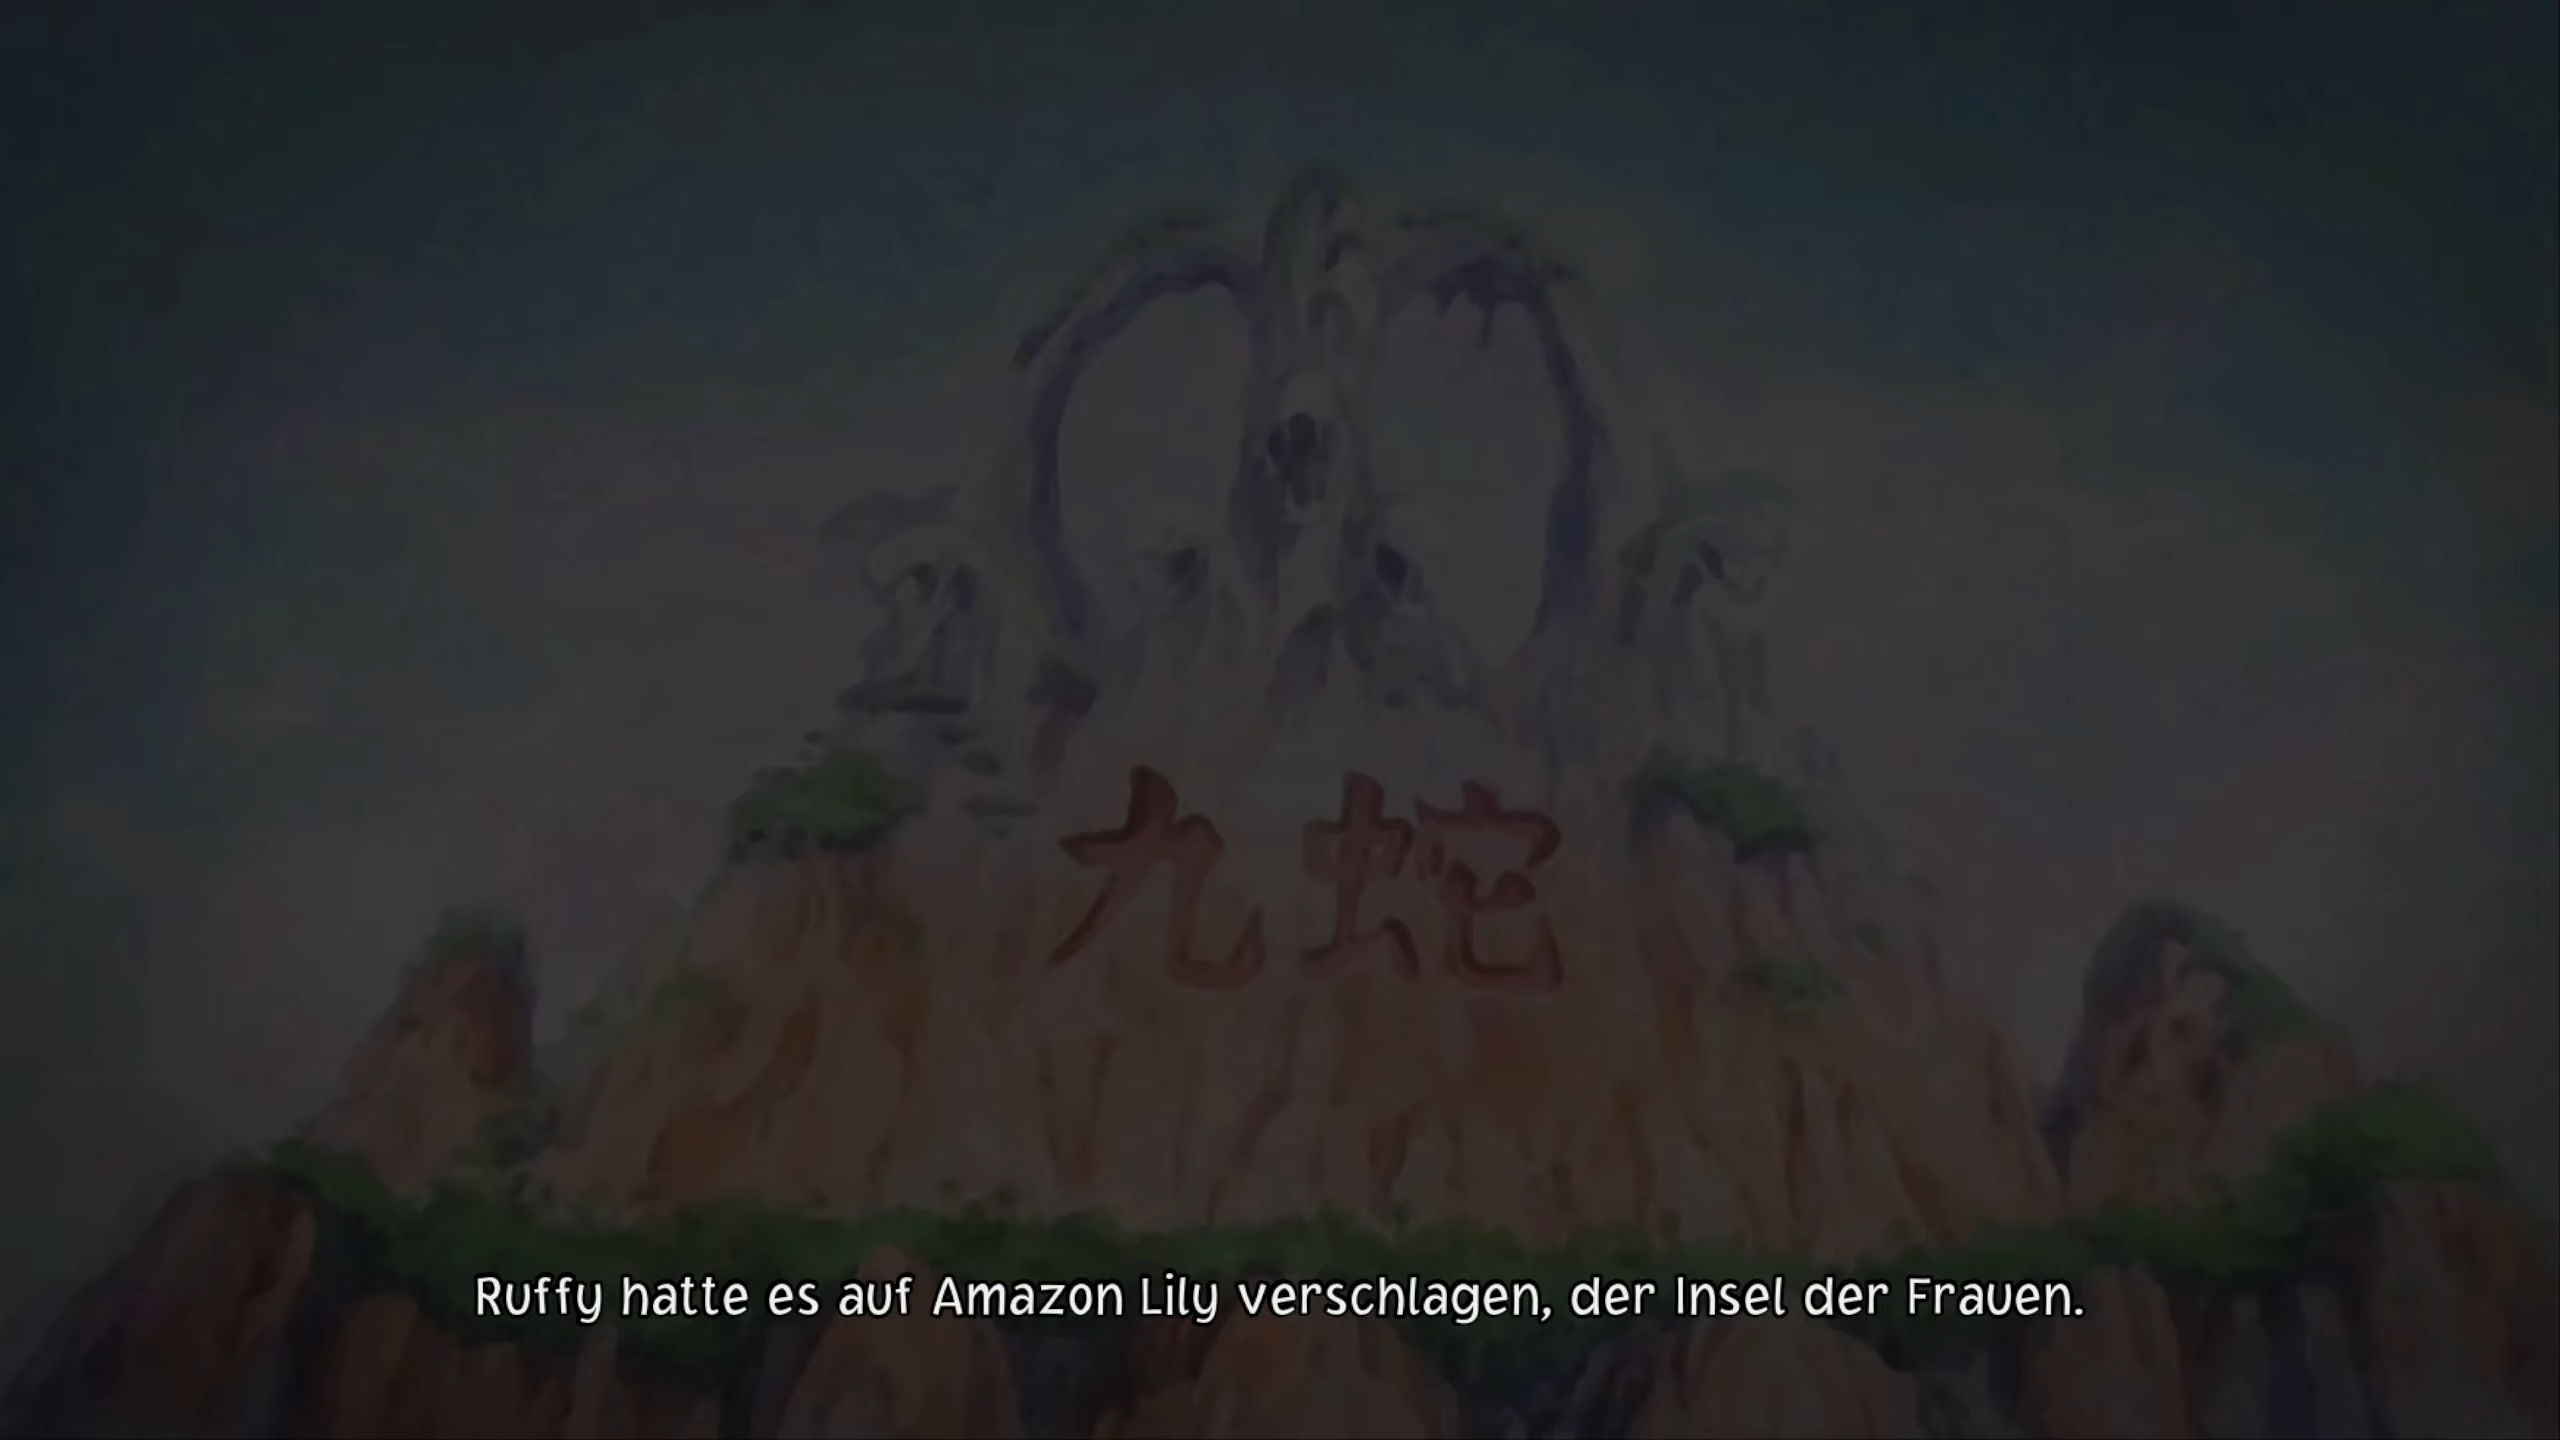 九蛇
Ruffy hatte es auf Amazon Lily verschlagen, der Insel der Frauen.